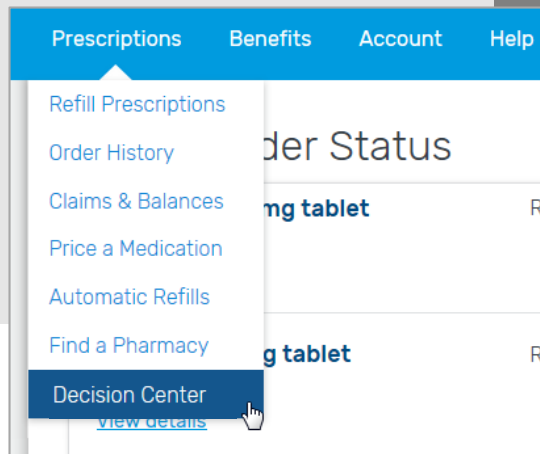 Prescriptions Benefits Account Help
Refill Prescriptions
Order History
der Status
Claims & Balances
mg tablet
Price a Medication
Automatic Refills
Find a Pharmacy
g tablet
Decision Center
View details